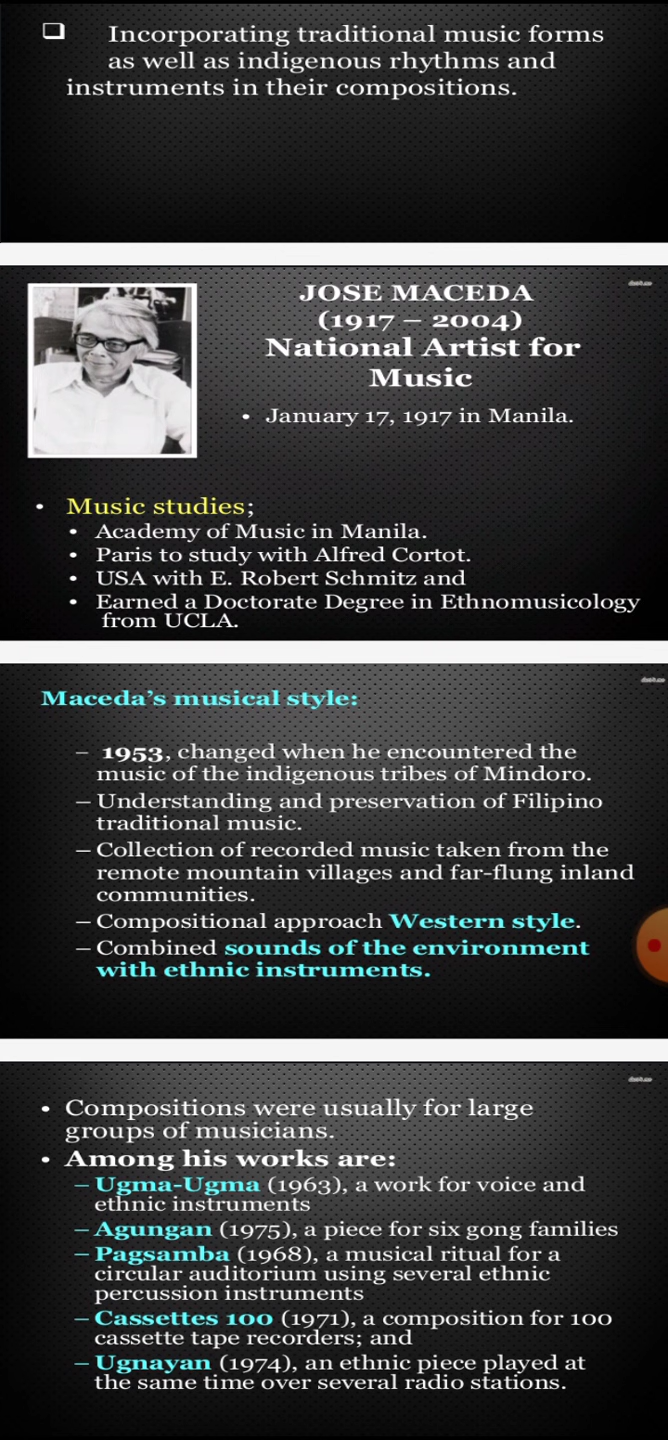 ❑ Incorporating traditional music forms
as well as indigenous rhythms and
instruments in their compositions.
JOSE MACEDA
(1917 – 2004)
National Artist for
Music
• January 17, 1917 in Manila.
• Music studies;
• Academy of Music in Manila.
• Paris to study with Alfred Cortot.
• USA with E. Robert Schmitz and
• Earned a Doctorate Degree in Ethnomusicology
from UCLA.
Maceda’s musical style:
– 1953, changed when he encountered the
music of the indigenous tribes of Mindoro.
– Understanding and preservation of Filipino
traditional music.
– Collection of recorded music taken from the
remote mountain villages and far-flung inland
communities.
– Compositional approach Western style.
– Combined sounds of the environment
with ethnic instruments.
• Compositions were usually for large
groups of musicians.
• Among his works are:
– Ugma-Ugma (1963), a work for voice and
ethnic instruments
– Agungan (1975), a piece for six gong families
– Pagsamba (1968), a musical ritual for a
circular auditorium using several ethnic
percussion instruments
– Cassettes 100 (1971), a composition for 100
cassette tape recorders; and
– Ugnayan (1974), an ethnic piece played at
the same time over several radio stations.